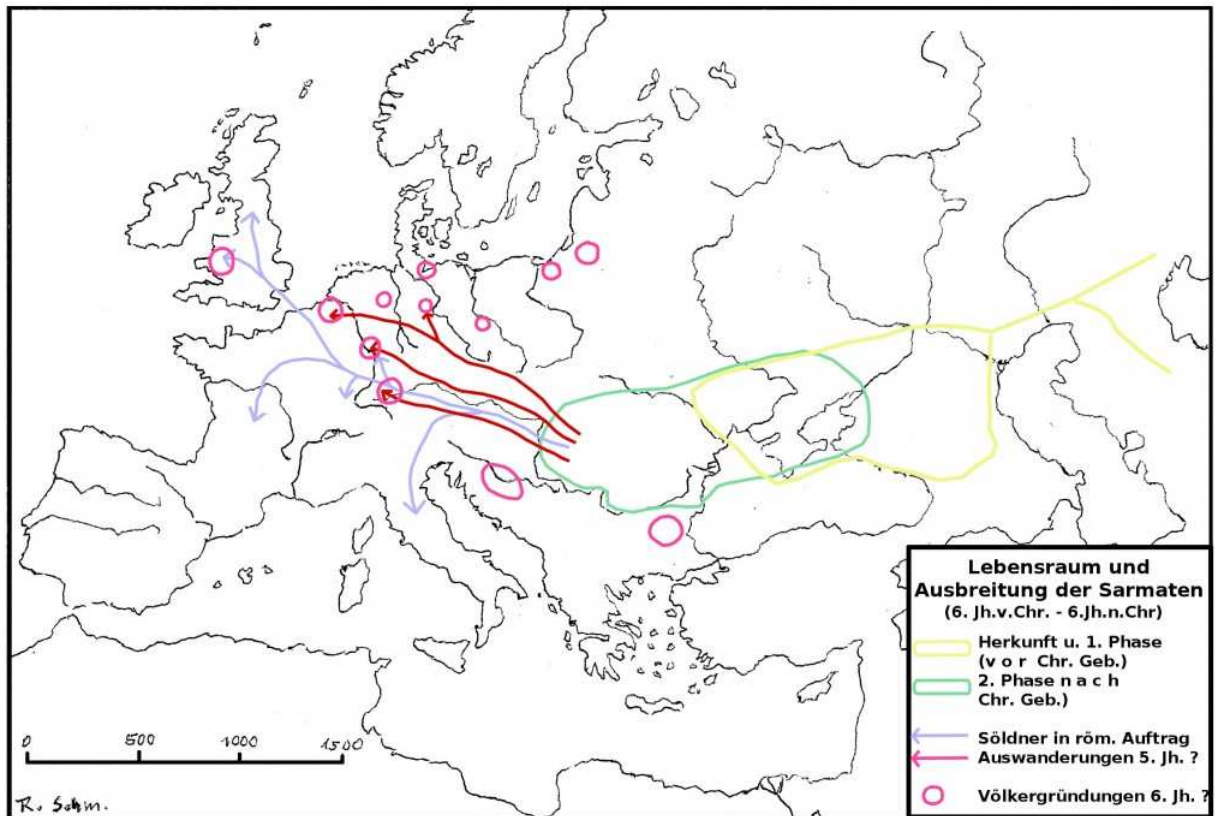 Lebensraum und
Ausbreitung der Sarmaten
(6. Jh.v.Chr. - 6.Jh.n.Chr)
Herkunft u. 1. Phase
(v o r Chr. Geb.)
2. Phase n a c h
Chr. Geb.)
Söldner in röm. Auftrag
Auswanderungen 5. Jh. ?
Völkergründungen 6. Jh. ?
0 500 1000 1500
R. Schm.